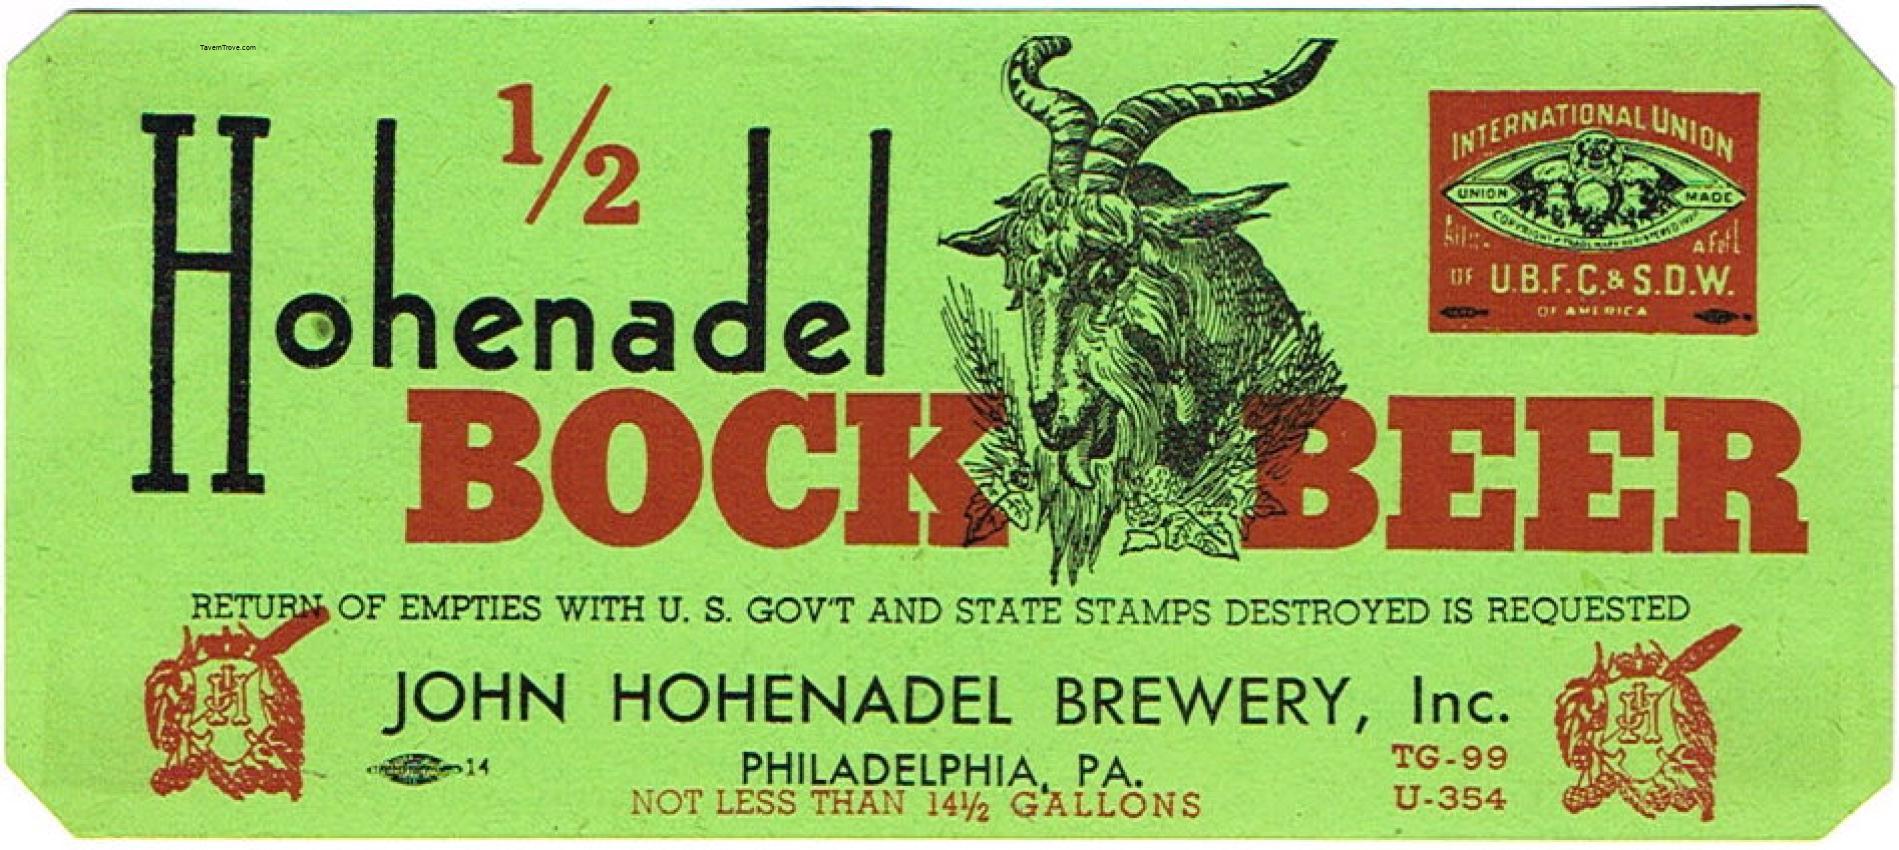 TavernTrove.com
1/2
Hohenadel
BOCK BEER
INTERNATIONAL UNION
UNION MADE
OF U.B.F.C. & S.D.W.
OF AMERICA
RETURN OF EMPTIES WITH U. S. GOV'T AND STATE STAMPS DESTROYED IS REQUESTED
JH
JOHN HOHENADEL BREWERY, Inc.
JH
14
PHILADELPHIA, PA.
NOT LESS THAN 14½ GALLONS
TG-99
U-354